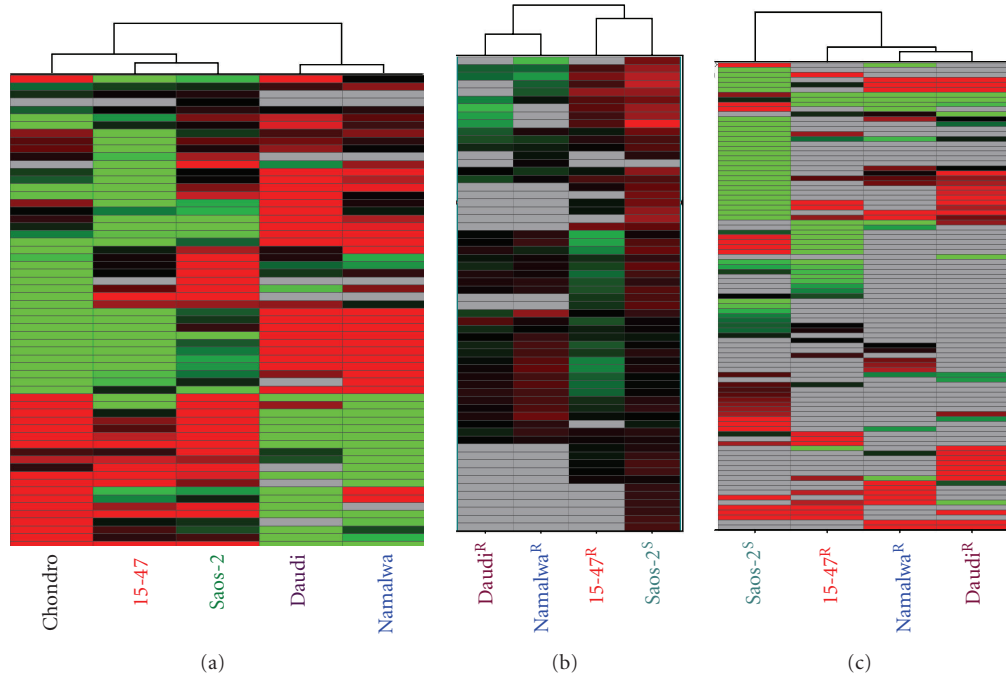 Chondro
15-47
Saos-2
Daudi
Namalwa
(a)
Daudi^R
Namalwa^R
15-47^R
Saos-2^S
(b)
Saos-2^S
15-47^R
Namalwa^R
Daudi^R
(c)